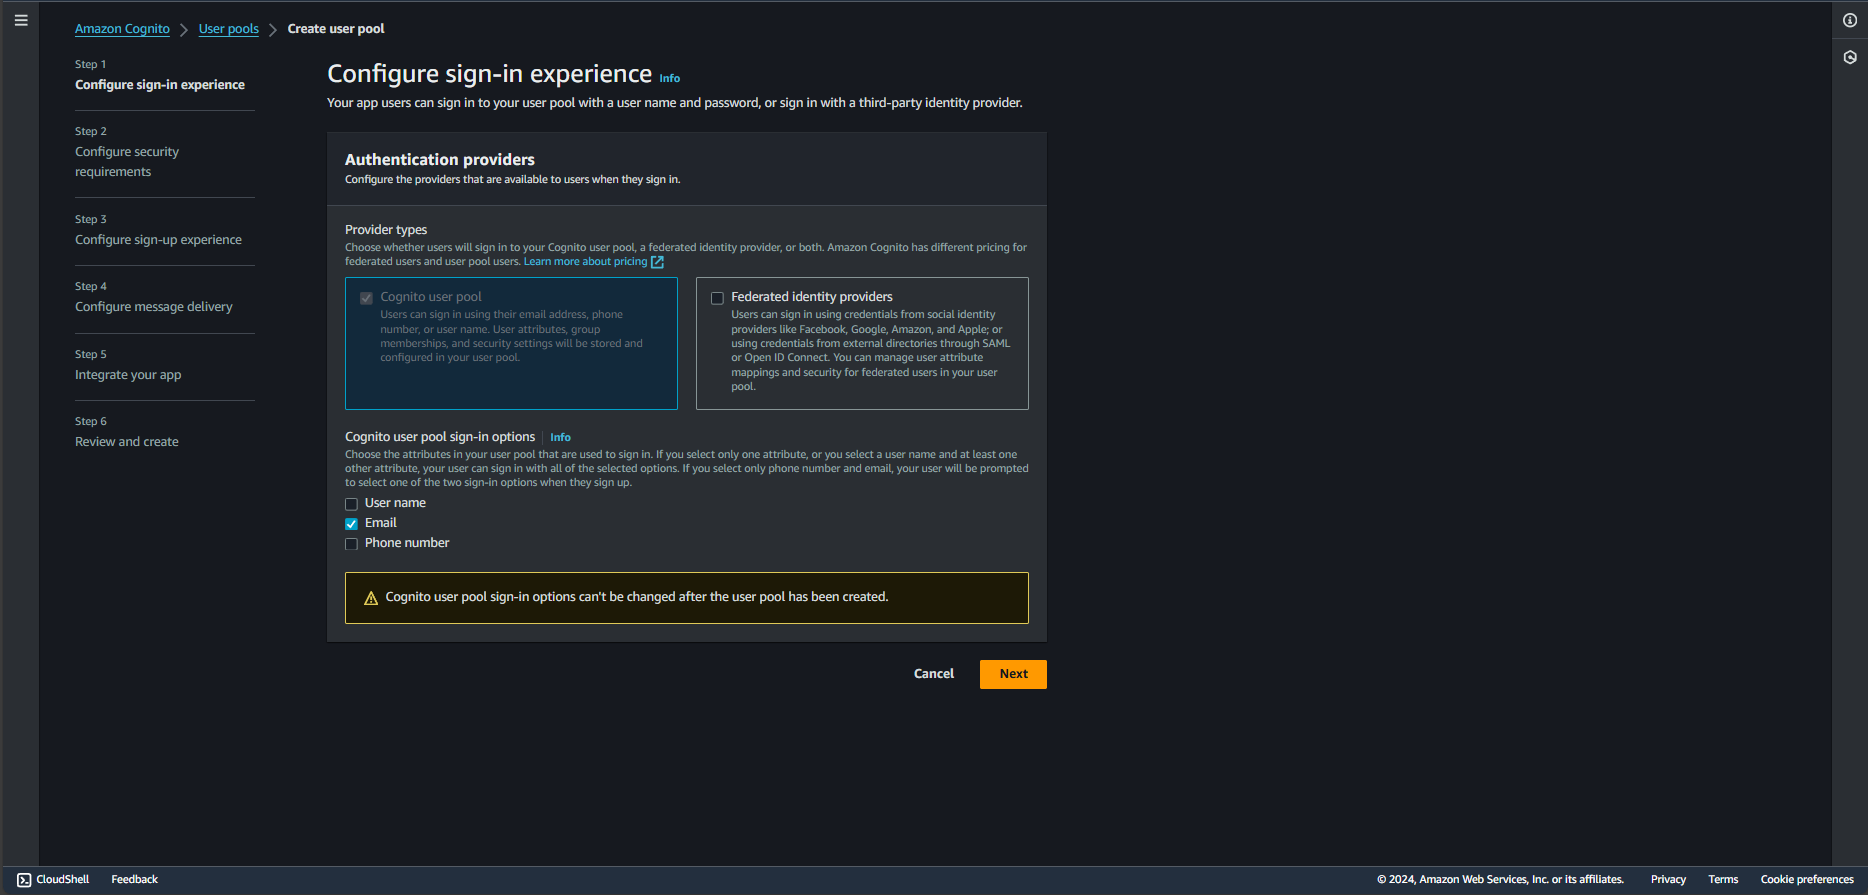 Amazon Cognito
User pools
Create user pool
Step 1
Configure sign-in experience
Step 2
Configure security
requirements
Step 3
Configure sign-up experience
Step 4
Configure message delivery
Step 5
Integrate your app
Step 6
Review and create
Configure sign-in experience Info
Your app users can sign in to your user pool with a user name and password, or sign in with a third-party identity provider.
Authentication providers
Configure the providers that are available to users when they sign in.
Provider types
Choose whether users will sign in to your Cognito user pool, a federated identity provider, or both. Amazon Cognito has different pricing for
federated users and user pool users. Learn more about pricing
Cognito user pool
Users can sign in using their email address, phone
number, or user name. User attributes, group
memberships, and security settings will be stored and
configured in your user pool.
Federated identity providers
Users can sign in using credentials from social identity
providers like Facebook, Google, Amazon, and Apple; or
using credentials from external directories through SAML
or Open ID Connect. You can manage user attribute
mappings and security for federated users in your user
pool.
Cognito user pool sign-in options Info
Choose the attributes in your user pool that are used to sign in. If you select only one attribute, or you select a user name and at least one
other attribute, your user can sign in with all of the selected options. If you select only phone number and email, your user will be prompted
to select one of the two sign-in options when they sign up.
User name
Email
Phone number
Cognito user pool sign-in options can't be changed after the user pool has been created.
Cancel
Next
CloudShell
Feedback
© 2024, Amazon Web Services, Inc. or its affiliates.
Privacy
Terms
Cookie preferences